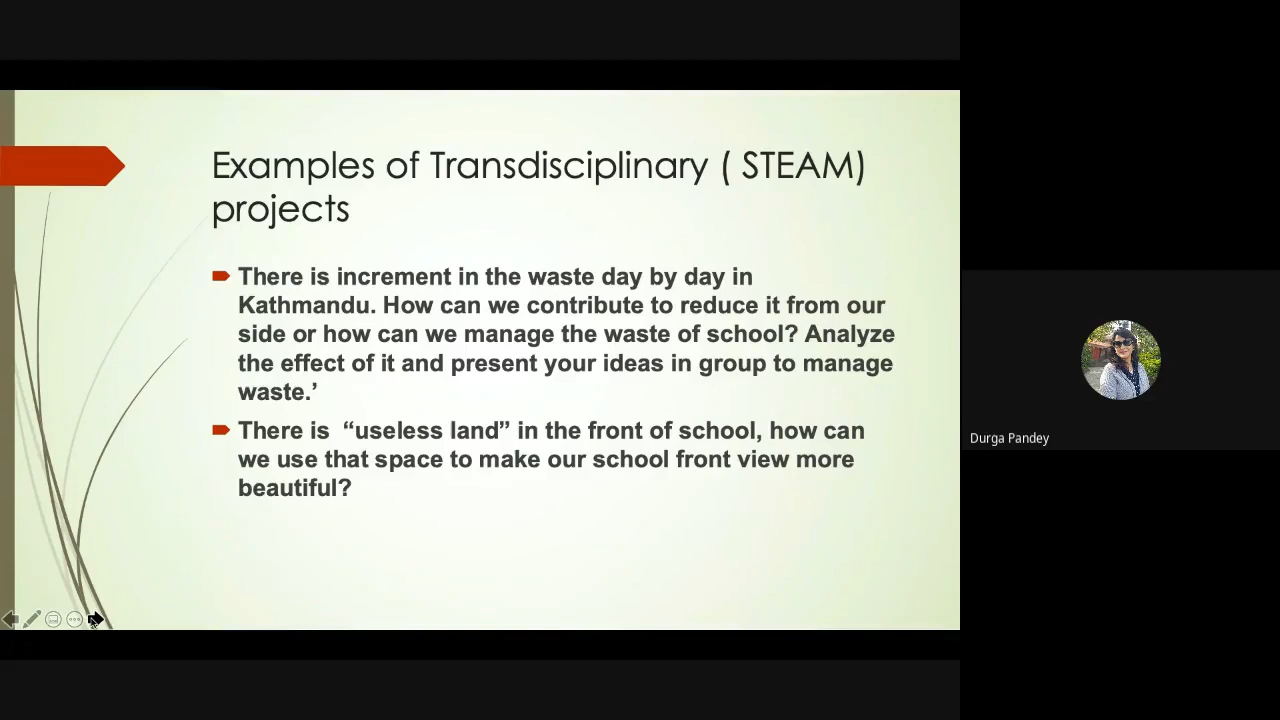 Examples of Transdisciplinary ( STEAM)
projects
There is increment in the waste day by day in
Kathmandu. How can we contribute to reduce it from our
side or how can we manage the waste of school? Analyze
the effect of it and present your ideas in group to manage
waste.’
There is “useless land” in the front of school, how can
we use that space to make our school front view more
beautiful?
Durga Pandey